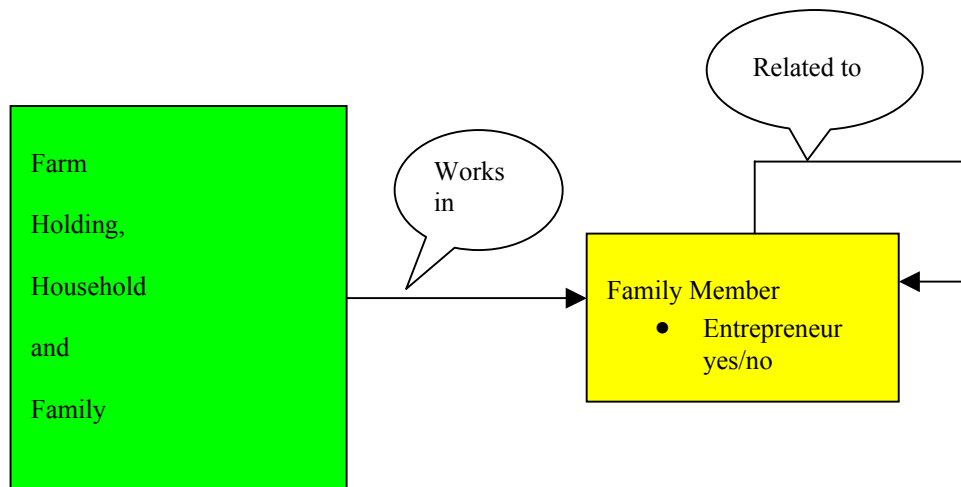 Farm
Holding,
Household
and
Family
Works
in
Related to
Family Member
● Entrepreneur
yes/no